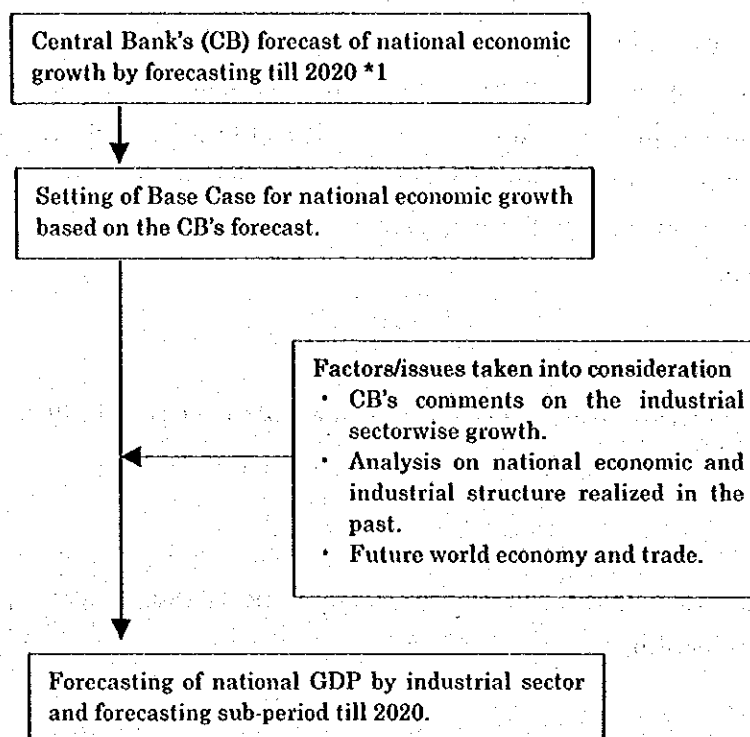 Central Bank's (CB) forecast of national economic
growth by forecasting till 2020 *1
Setting of Base Case for national economic growth
based on the CB's forecast.
Factors/issues taken into consideration
· CB's comments on the industrial
sectorwise growth.
· Analysis on national economic and
industrial structure realized in the
past.
· Future world economy and trade.
Forecasting of national GDP by industrial sector
and forecasting sub-period till 2020.